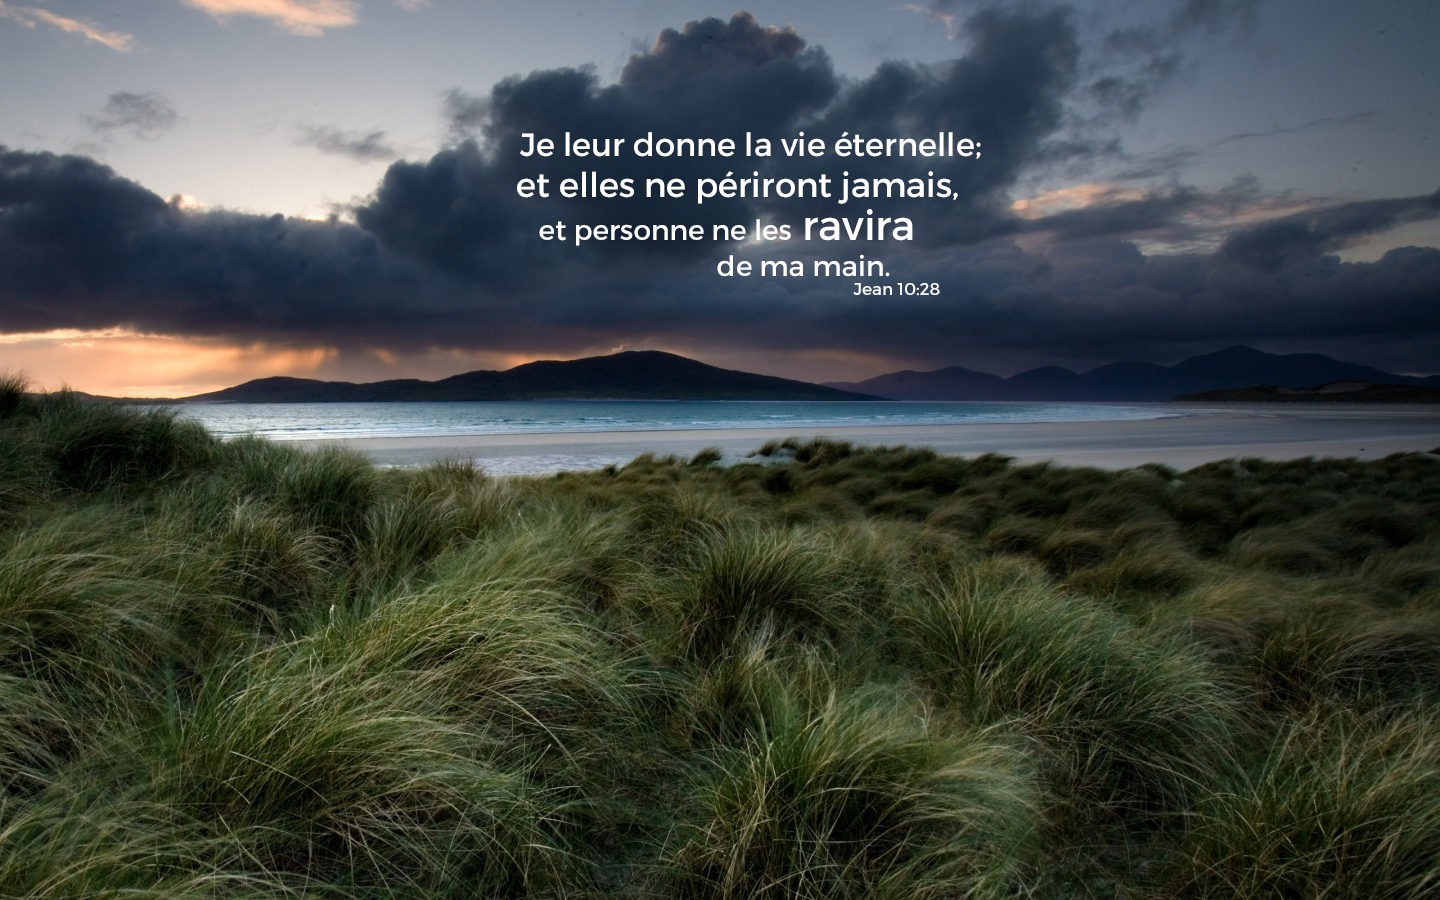 Je leur donne la vie éternelle;
et elles ne périront jamais,
et personne ne les ravira
de ma main.
Jean 10:28